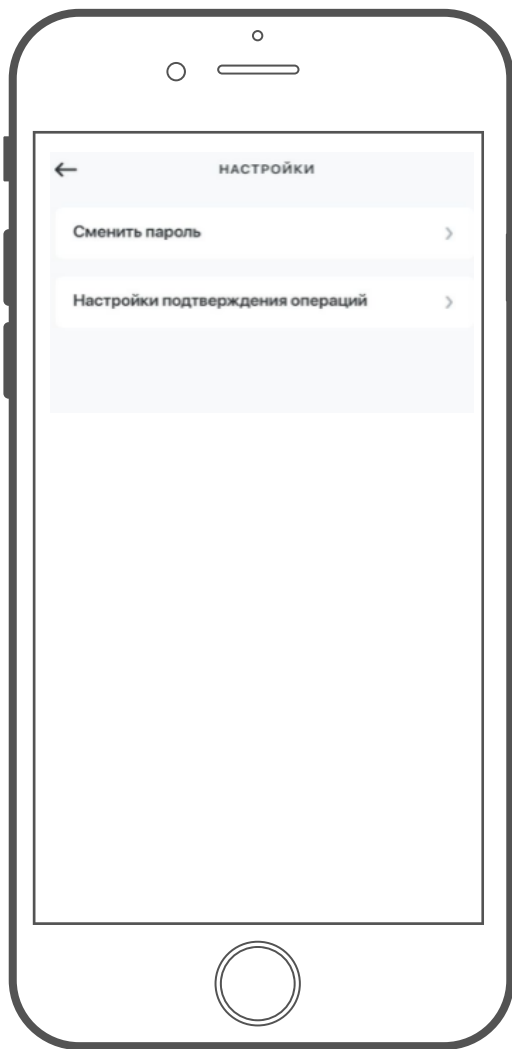 НАСТРОЙКИ
Сменить пароль
Настройки подтверждения операций